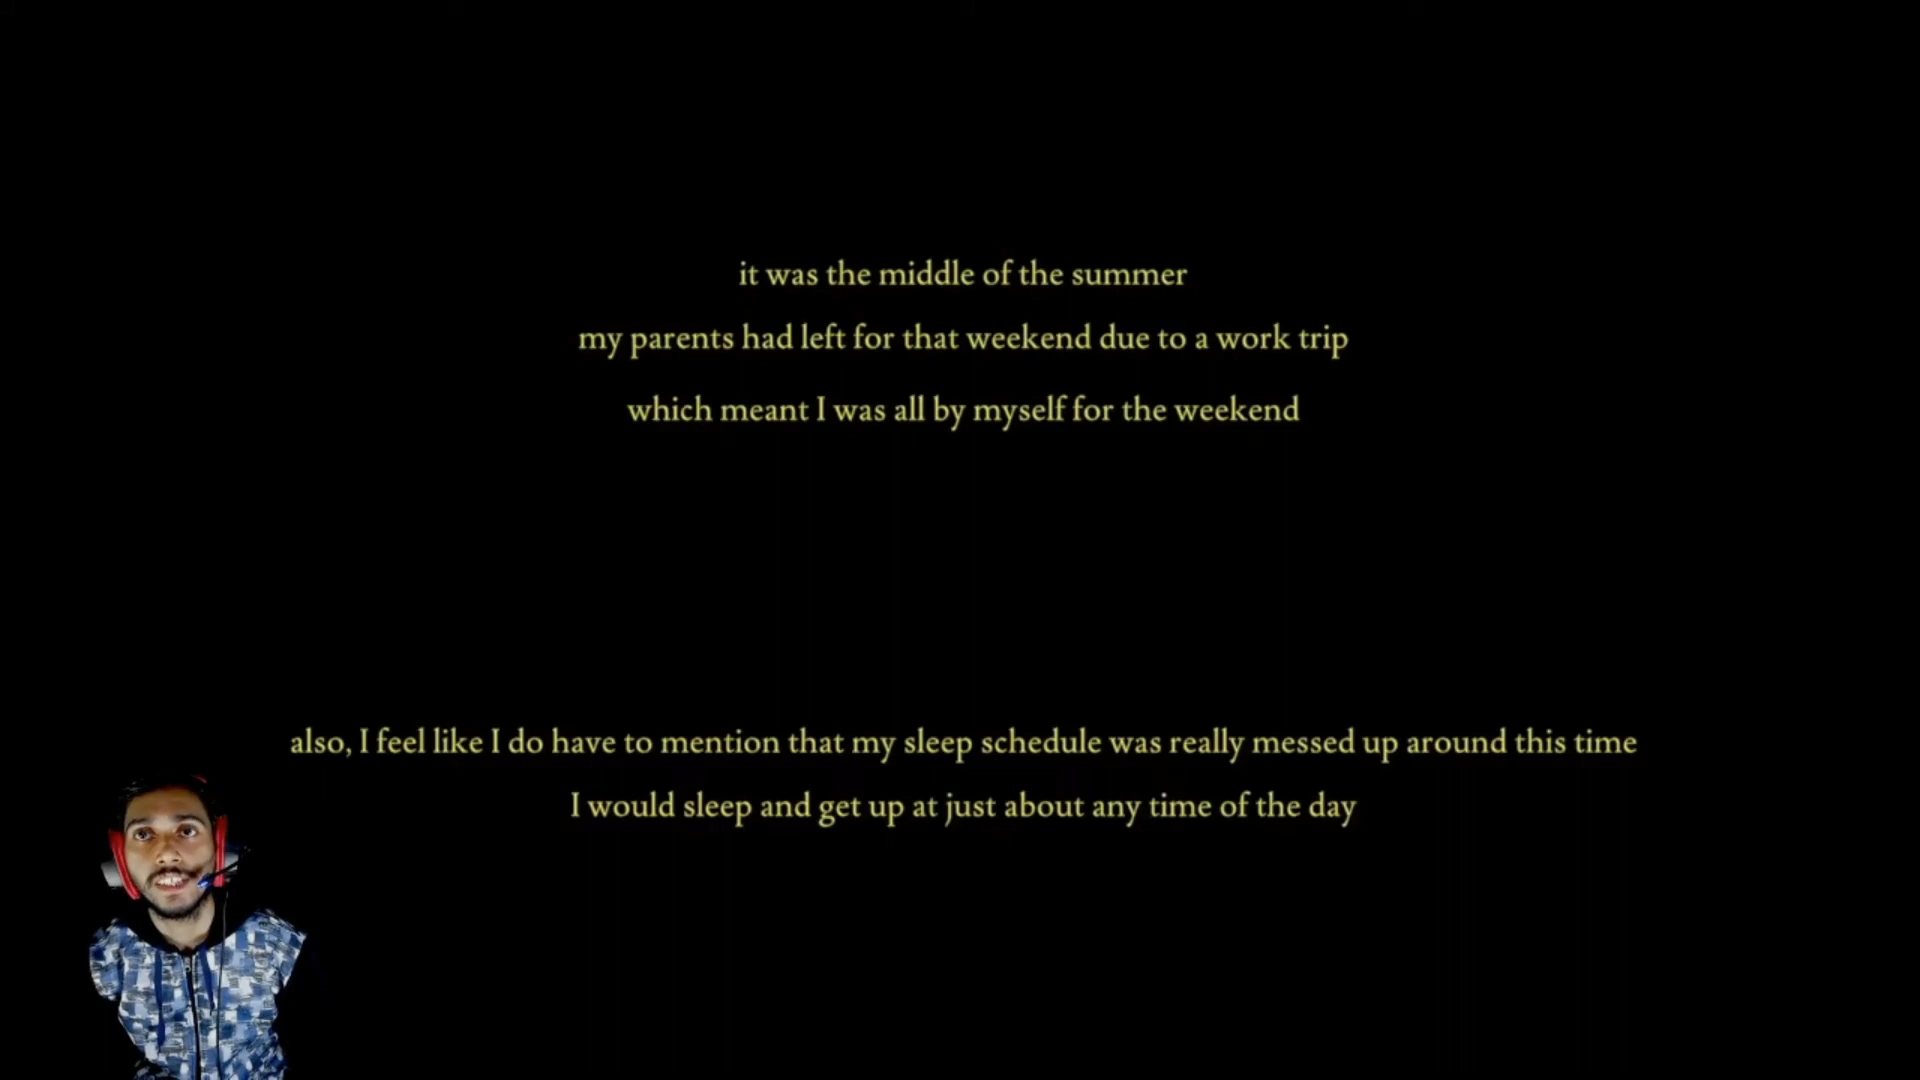 it was the middle of the summer
my parents had left for that weekend due to a work trip
which meant I was all by myself for the weekend
also, I feel like I do have to mention that my sleep schedule was really messed up around this time
I would sleep and get up at just about any time of the day